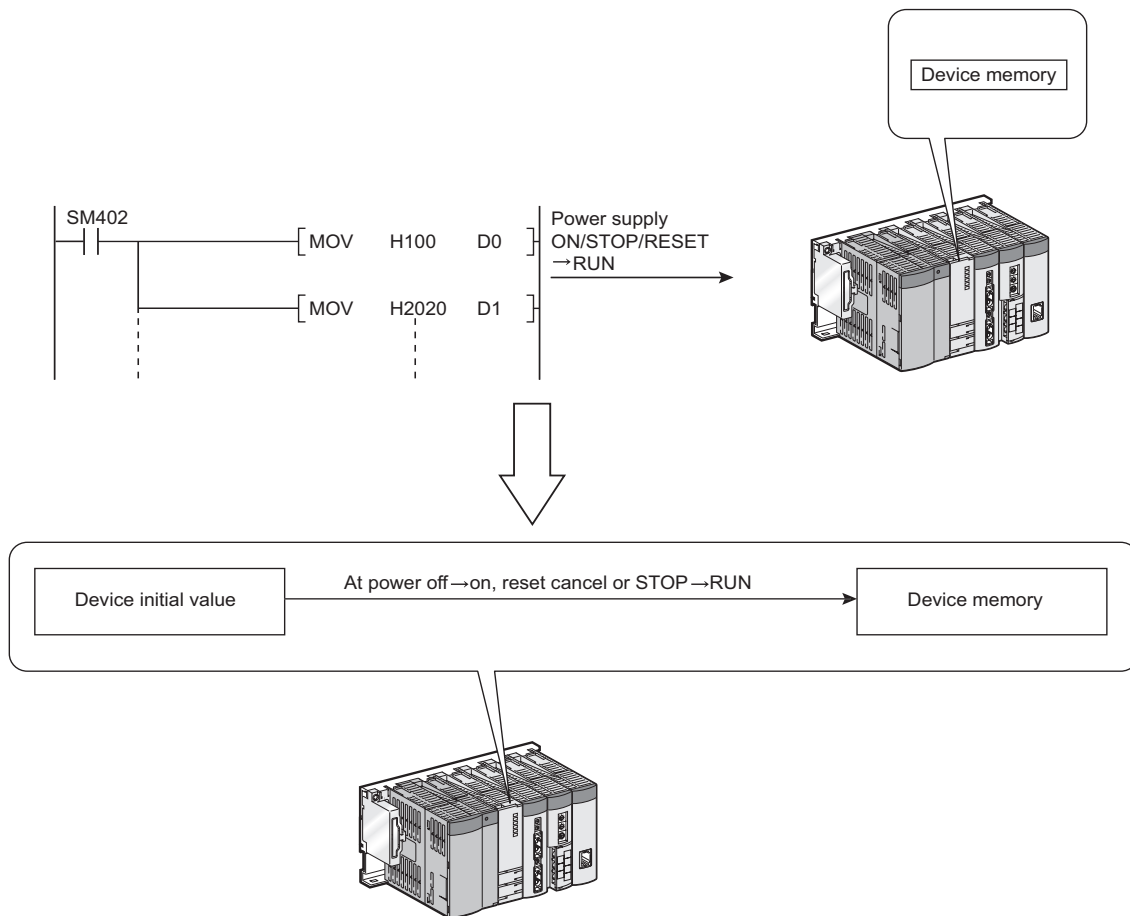 Device memory
SM402
MOV H100 D0
Power supply
ON/STOP/RESET
→RUN
MOV H2020 D1
Device initial value
At power off→on, reset cancel or STOP→RUN
Device memory